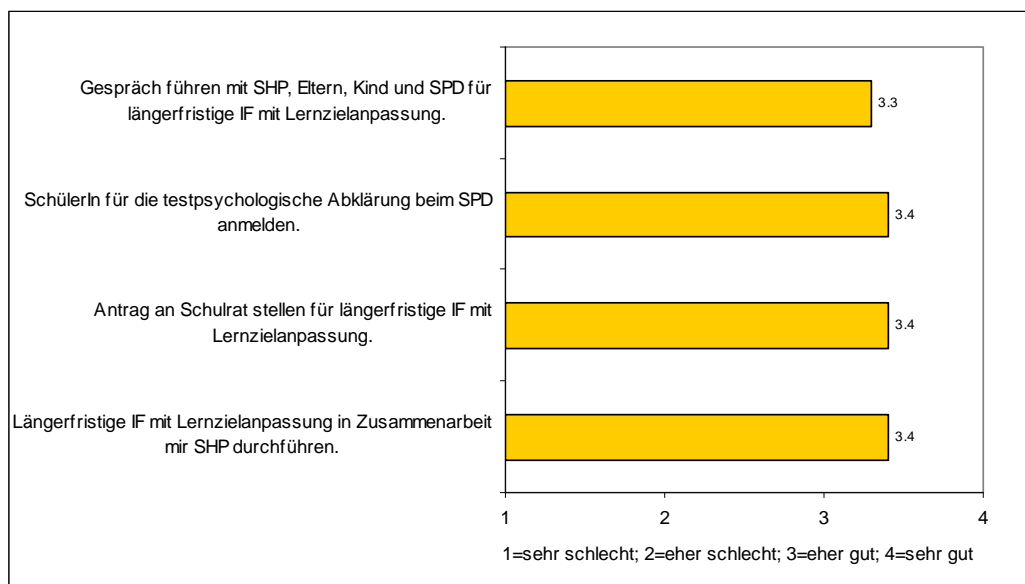 Gespräch führen mit SHP, Eltern, Kind und SPD für
längerfristige IF mit Lernzielanpassung.
3.3
SchülerIn für die testpsychologische Abklärung beim SPD
anmelden.
3.4
Antrag an Schulrat stellen für längerfristige IF mit
Lernzielanpassung.
3.4
Längerfristige IF mit Lernzielanpassung in Zusammenarbeit
mir SHP durchführen.
3.4
1 2 3 4
1=sehr schlecht; 2=eher schlecht; 3=eher gut; 4=sehr gut